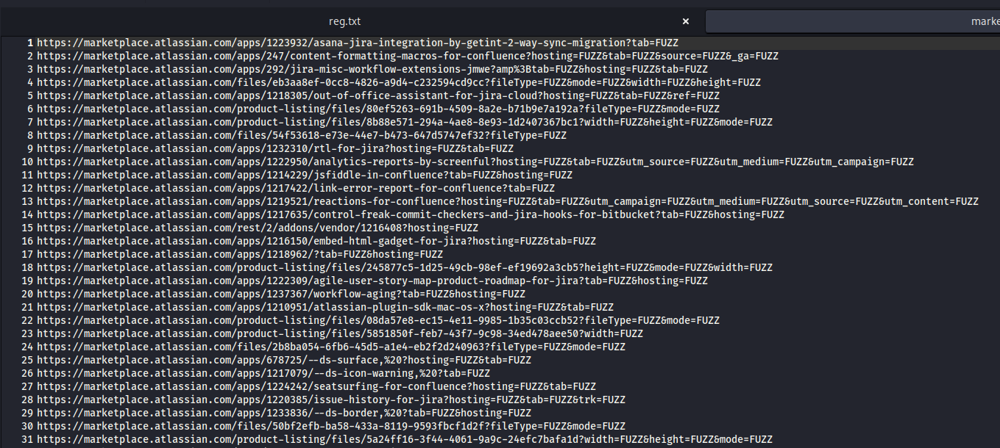 reg.txt × marke
1 https://marketplace.atlassian.com/apps/1223932/asana-jira-integration-by-getint-2-way-sync-migration?tab=FUZZ
2 https://marketplace.atlassian.com/apps/247/content-formatting-macros-for-confluence?hosting=FUZZ&tab=FUZZ&source=FUZZ&_ga=FUZZ
3 https://marketplace.atlassian.com/apps/292/jira-misc-workflow-extensions-jmwe?amp%3Btab=FUZZ&hosting=FUZZ&tab=FUZZ
4 https://marketplace.atlassian.com/files/eb3aa8ef-0cc8-4826-a9d4-c232594cd9cc?fileType=FUZZ&mode=FUZZ&width=FUZZ&height=FUZZ
5 https://marketplace.atlassian.com/apps/1218305/out-of-office-assistant-for-jira-cloud?hosting=FUZZ&tab=FUZZ&ref=FUZZ
6 https://marketplace.atlassian.com/product-listing/files/80ef5263-691b-4509-8a2e-b71b9e7a192a?fileType=FUZZ&mode=FUZZ
7 https://marketplace.atlassian.com/product-listing/files/8b88e571-294a-4ae8-8e93-1d2407367bc1?width=FUZZ&height=FUZZ&mode=FUZZ
8 https://marketplace.atlassian.com/files/54f53618-e73e-44e7-b473-647d5747ef32?fileType=FUZZ
9 https://marketplace.atlassian.com/apps/1232310/rtl-for-jira?hosting=FUZZ&tab=FUZZ
10 https://marketplace.atlassian.com/apps/1222950/analytics-reports-by-screenful?hosting=FUZZ&tab=FUZZ&utm_source=FUZZ&utm_medium=FUZZ&utm_campaign=FUZZ
11 https://marketplace.atlassian.com/apps/1214229/jsfiddle-in-confluence?tab=FUZZ&hosting=FUZZ
12 https://marketplace.atlassian.com/apps/1217422/link-error-report-for-confluence?tab=FUZZ
13 https://marketplace.atlassian.com/apps/1219521/reactions-for-confluence?hosting=FUZZ&tab=FUZZ&utm_campaign=FUZZ&utm_medium=FUZZ&utm_source=FUZZ&utm_content=FUZZ
14 https://marketplace.atlassian.com/apps/1217635/control-freak-commit-checkers-and-jira-hooks-for-bitbucket?tab=FUZZ&hosting=FUZZ
15 https://marketplace.atlassian.com/rest/2/addons/vendor/1216408?hosting=FUZZ
16 https://marketplace.atlassian.com/apps/1216150/embed-html-gadget-for-jira?hosting=FUZZ&tab=FUZZ
17 https://marketplace.atlassian.com/apps/1218962/?tab=FUZZ&hosting=FUZZ
18 https://marketplace.atlassian.com/product-listing/files/245877c5-1d25-49cb-98ef-ef19692a3cb5?height=FUZZ&mode=FUZZ&width=FUZZ
19 https://marketplace.atlassian.com/apps/1222309/agile-user-story-map-product-roadmap-for-jira?tab=FUZZ&hosting=FUZZ
20 https://marketplace.atlassian.com/apps/1237367/workflow-aging?tab=FUZZ&hosting=FUZZ
21 https://marketplace.atlassian.com/apps/1210951/atlassian-plugin-sdk-mac-os-x?hosting=FUZZ&tab=FUZZ
22 https://marketplace.atlassian.com/product-listing/files/08da57e8-ec15-4e11-9985-1b35c03ccb52?fileType=FUZZ&mode=FUZZ
23 https://marketplace.atlassian.com/product-listing/files/5851850f-feb7-43f7-9c98-34ed478aee50?width=FUZZ
24 https://marketplace.atlassian.com/files/2b8ba054-6fb6-45d5-a1e4-eb2f2d240963?fileType=FUZZ&mode=FUZZ
25 https://marketplace.atlassian.com/apps/678725/--ds-surface,%20?hosting=FUZZ&tab=FUZZ
26 https://marketplace.atlassian.com/apps/1217079/--ds-icon-warning,%20?tab=FUZZ
27 https://marketplace.atlassian.com/apps/1224242/seatsurfing-for-confluence?hosting=FUZZ&tab=FUZZ
28 https://marketplace.atlassian.com/apps/1220385/issue-history-for-jira?hosting=FUZZ&tab=FUZZ&trk=FUZZ
29 https://marketplace.atlassian.com/apps/1233836/--ds-border,%20?tab=FUZZ&hosting=FUZZ
30 https://marketplace.atlassian.com/files/50bf2efb-ba58-433a-8119-9593fbcf1d2f?fileType=FUZZ&mode=FUZZ
31 https://marketplace.atlassian.com/product-listing/files/5a24ff16-3f44-4061-9a9c-24efc7bafa1d?width=FUZZ&height=FUZZ&mode=FUZZ